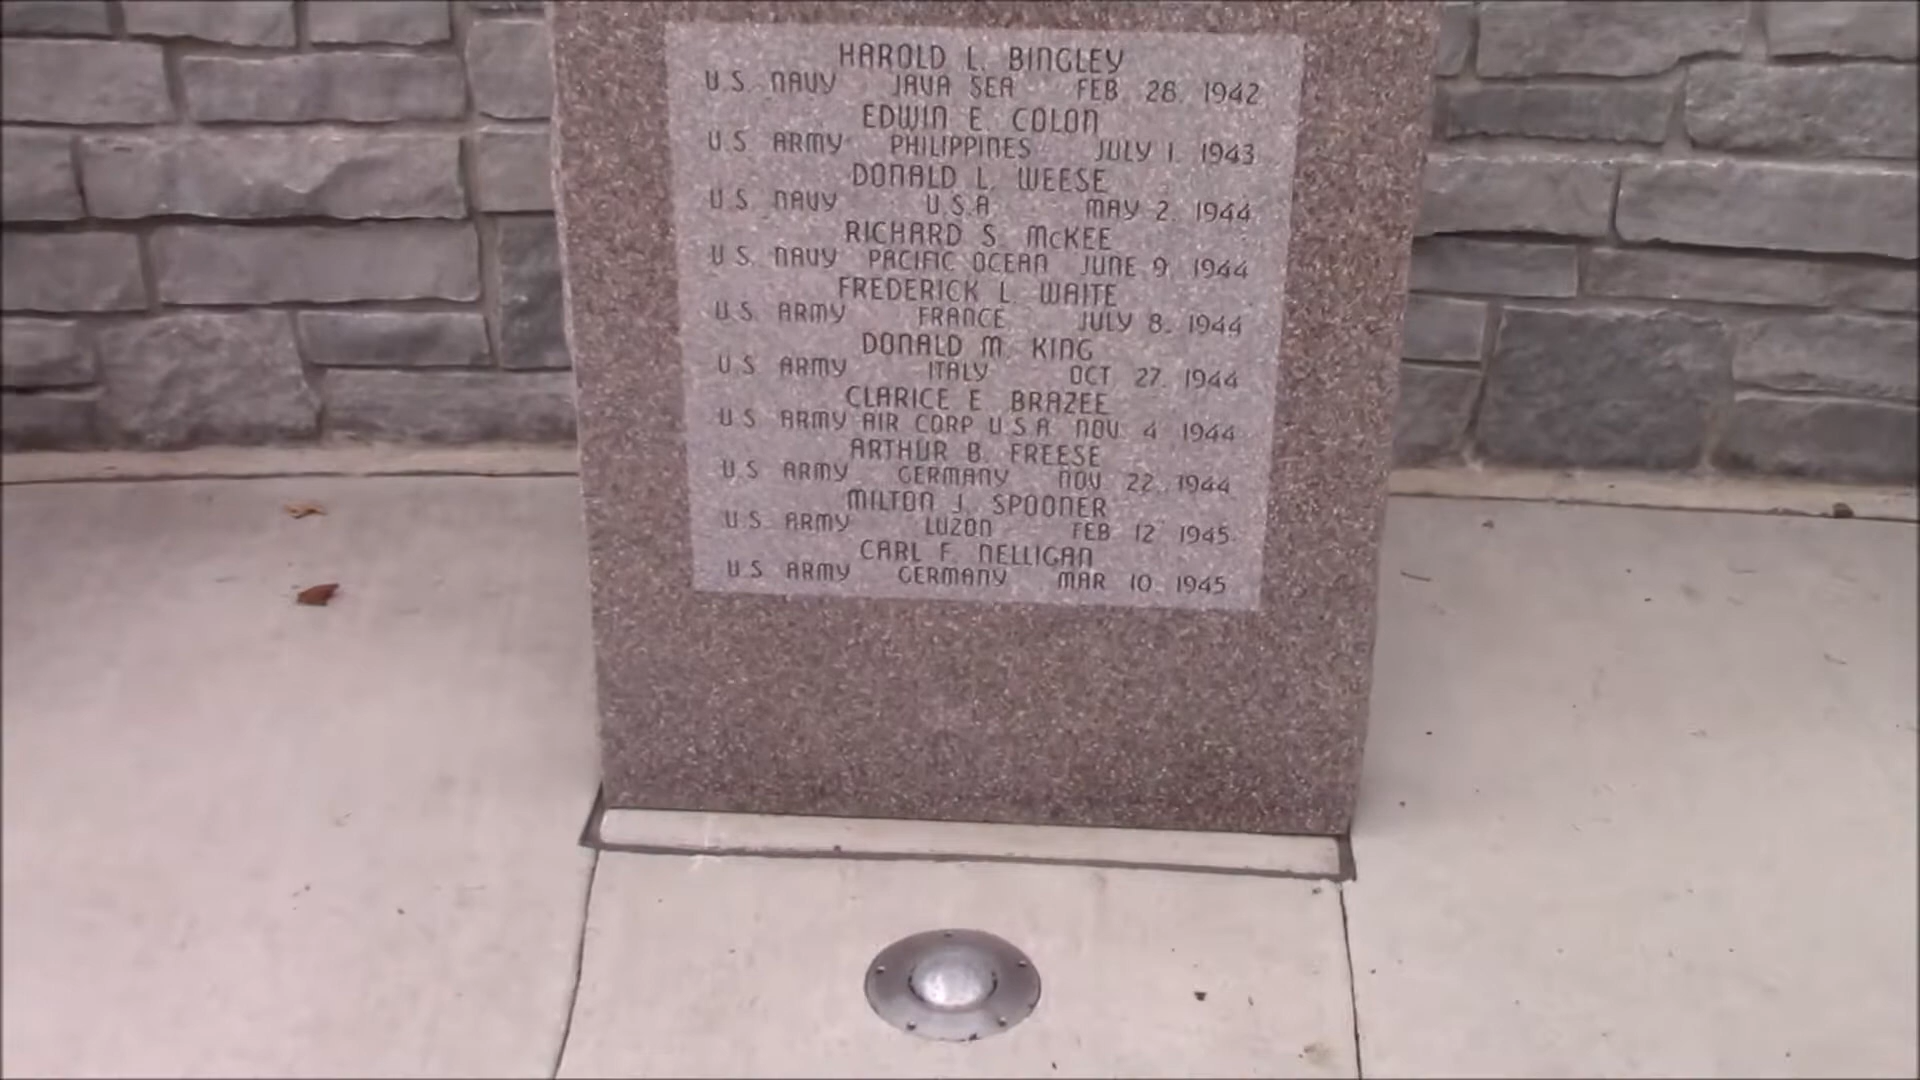 HAROLD L. BINGLEY
U.S. NAVY JAVA SEA FEB. 28. 1942
EDWIN E. COLON
U.S. ARMY PHILIPPINES JULY 1. 1943
DONALD L. WEESE
U.S. NAVY U.S.A MAY 2. 1944
RICHARD S. McKEE
U.S. NAVY PACIFIC OCEAN JUNE 9. 1944
FREDERICK L. WAITE
U.S. ARMY FRANCE JULY 8. 1944
DONALD M. KING
U.S. ARMY ITALY OCT. 27. 1944
CLARICE E. BRAZEE
U.S. ARMY AIR CORP U.S.A. NOV. 4 1944
ARTHUR B. FREESE
U.S. ARMY GERMANY NOV. 22. 1944
MILTON J. SPOONER
U.S. ARMY LUZON FEB 12 1945
CARL F. NELLIGAN
U.S. ARMY GERMANY MAR 10. 1945